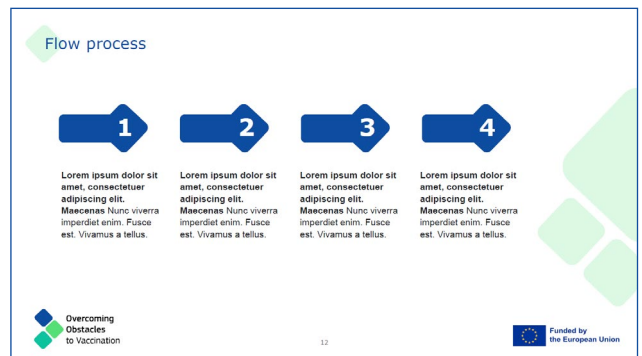 Flow process
1
2
3
4
Lorem ipsum dolor sit
amet, consectetuer
adipiscing elit.
Maecenas Nunc viverra
imperdiet enim. Fusce
est. Vivamus a tellus.
Lorem ipsum dolor sit
amet, consectetuer
adipiscing elit.
Maecenas Nunc viverra
imperdiet enim. Fusce
est. Vivamus a tellus.
Lorem ipsum dolor sit
amet, consectetuer
adipiscing elit.
Maecenas Nunc viverra
imperdiet enim. Fusce
est. Vivamus a tellus.
Lorem ipsum dolor sit
amet, consectetuer
adipiscing elit.
Maecenas Nunc viverra
imperdiet enim. Fusce
est. Vivamus a tellus.
Overcoming
Obstacles
to Vaccination
12
Funded by
the European Union